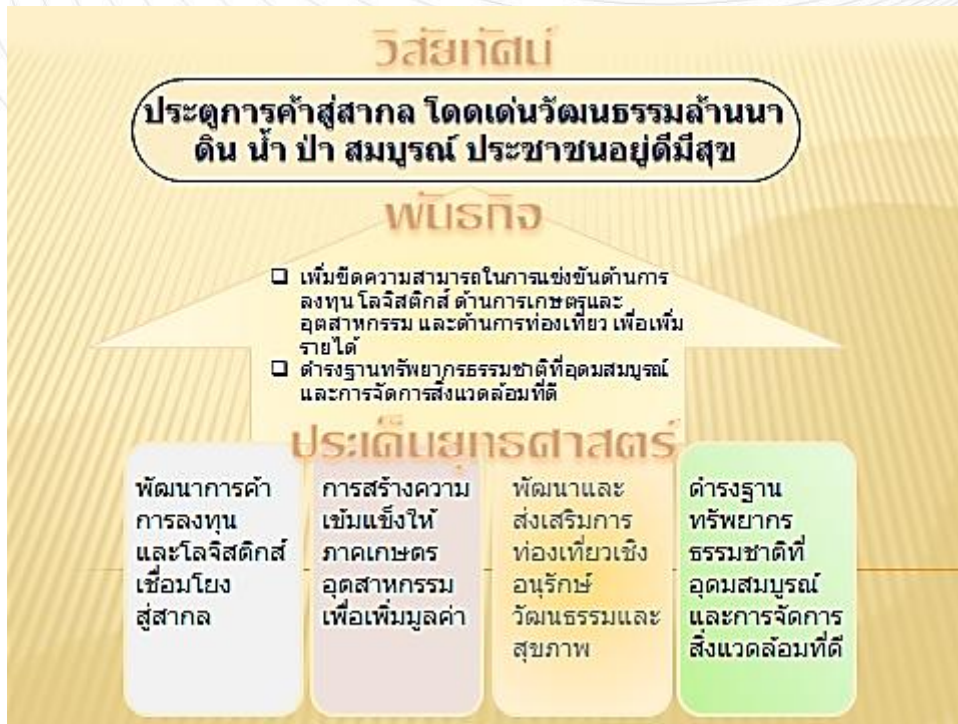 วิสัยทัศน์
ประตูการค้าสู่สากล โดดเด่นวัฒนธรรมล้านนา
ดิน น้ำ ป่า สมบูรณ์ ประชาชนอยู่ดีมีสุข
พันธกิจ
❑ เพิ่มขีดความสามารถในการแข่งขันด้านการ
ลงทุน โลจิสติกส์ ด้านการเกษตรและ
อุตสาหกรรม และด้านการท่องเที่ยว เพื่อเพิ่ม
รายได้
❑ ดำรงฐานทรัพยากรธรรมชาติที่อุดมสมบูรณ์
และการจัดการสิ่งแวดล้อมที่ดี
ประเด็นยุทธศาสตร์
พัฒนาการค้า
การลงทุน
และโลจิสติกส์
เชื่อมโยง
สู่สากล
การสร้างความ
เข้มแข็งให้
ภาคเกษตร
อุตสาหกรรม
เพื่อเพิ่มมูลค่า
พัฒนาและ
ส่งเสริมการ
ท่องเที่ยวเชิง
อนุรักษ์
วัฒนธรรมและ
สุขภาพ
ดำรงฐาน
ทรัพยากร
ธรรมชาติที่
อุดมสมบูรณ์
และการจัดการ
สิ่งแวดล้อมที่ดี